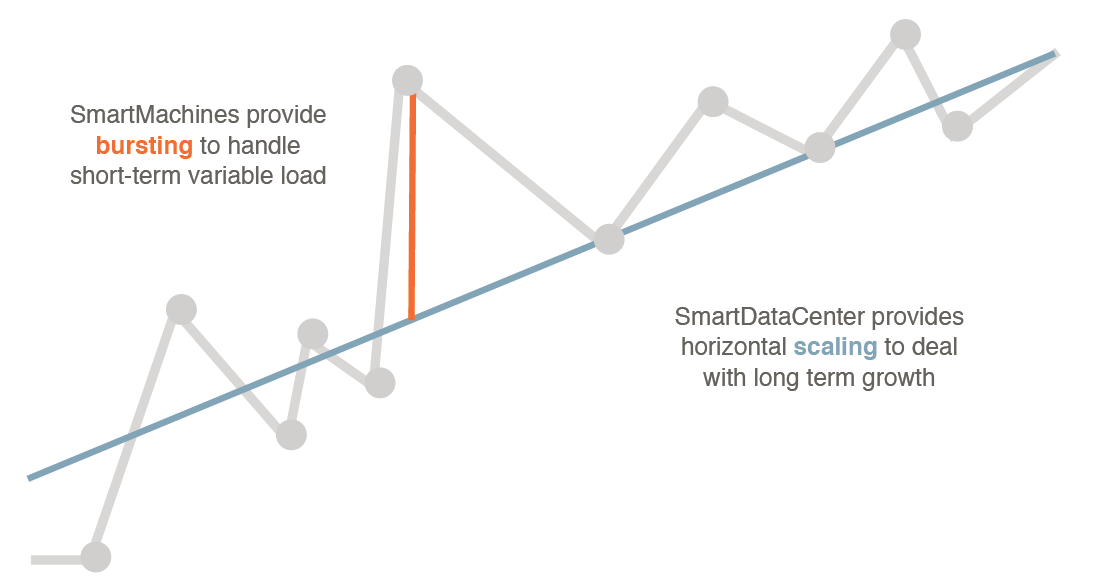 SmartMachines provide
bursting to handle
short-term variable load
SmartDataCenter provides
horizontal scaling to deal
with long term growth